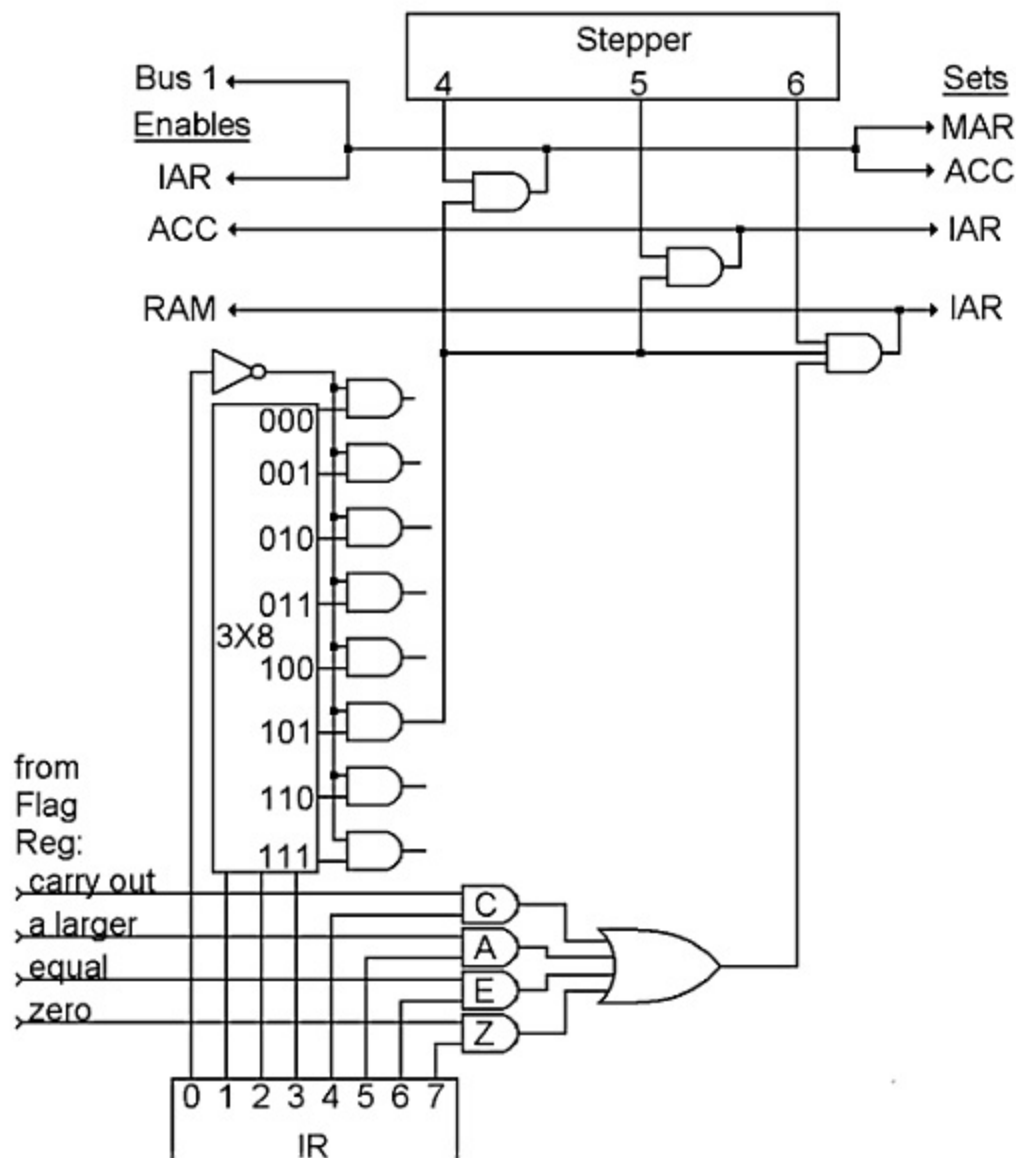 Stepper
4 5 6
Bus 1
Enables
IAR
ACC
RAM
Sets
MAR
ACC
IAR
IAR
000
001
010
011
3X8
100
101
110
111
from
Flag
Reg:
carry out
a larger
equal
zero
C
A
E
Z
0 1 2 3 4 5 6 7
IR